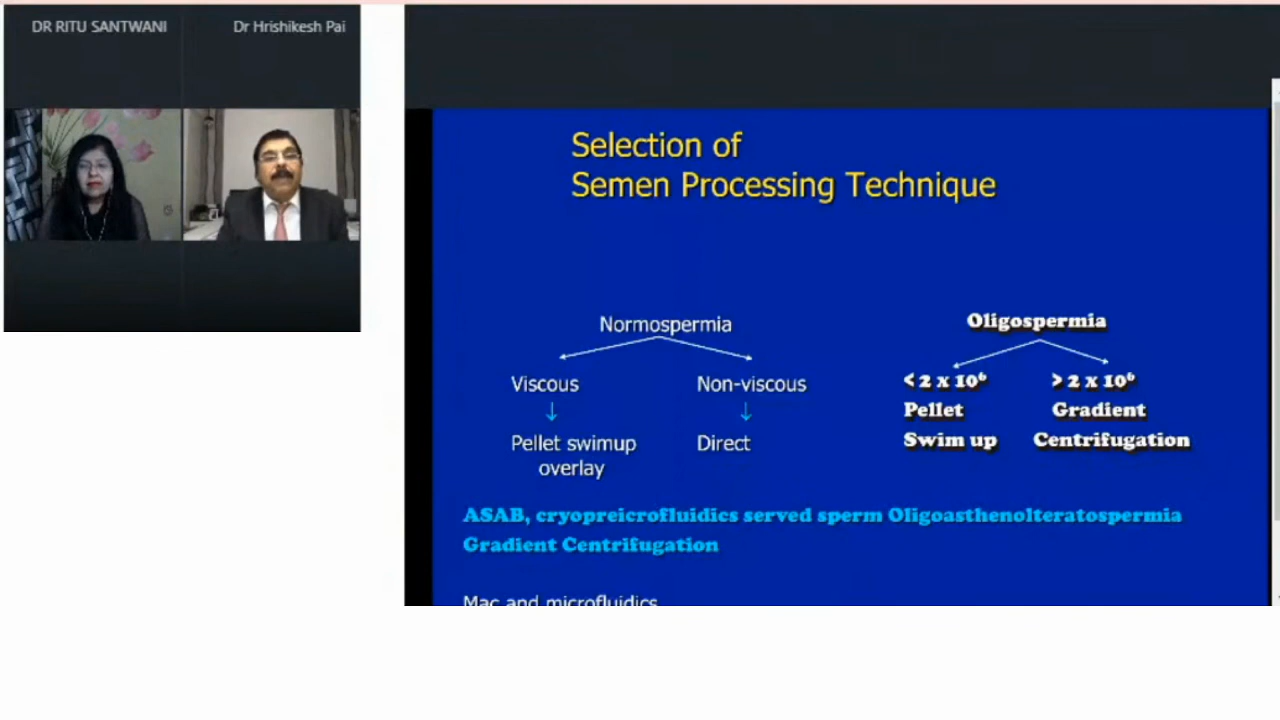 DR RITU SANTWANI
Dr Hrishikesh Pai
Selection of
Semen Processing Technique
Normospermia
Viscous
Non-viscous
Pellet swimup
overlay
Direct
Oligospermia
< 2 x 10⁶
> 2 x 10⁶
Pellet
Gradient
Swim up
Centrifugation
ASAB, cryopreicrofluidics served sperm Oligoasthenolteratospermia
Gradient Centrifugation
Mac and microfluidics